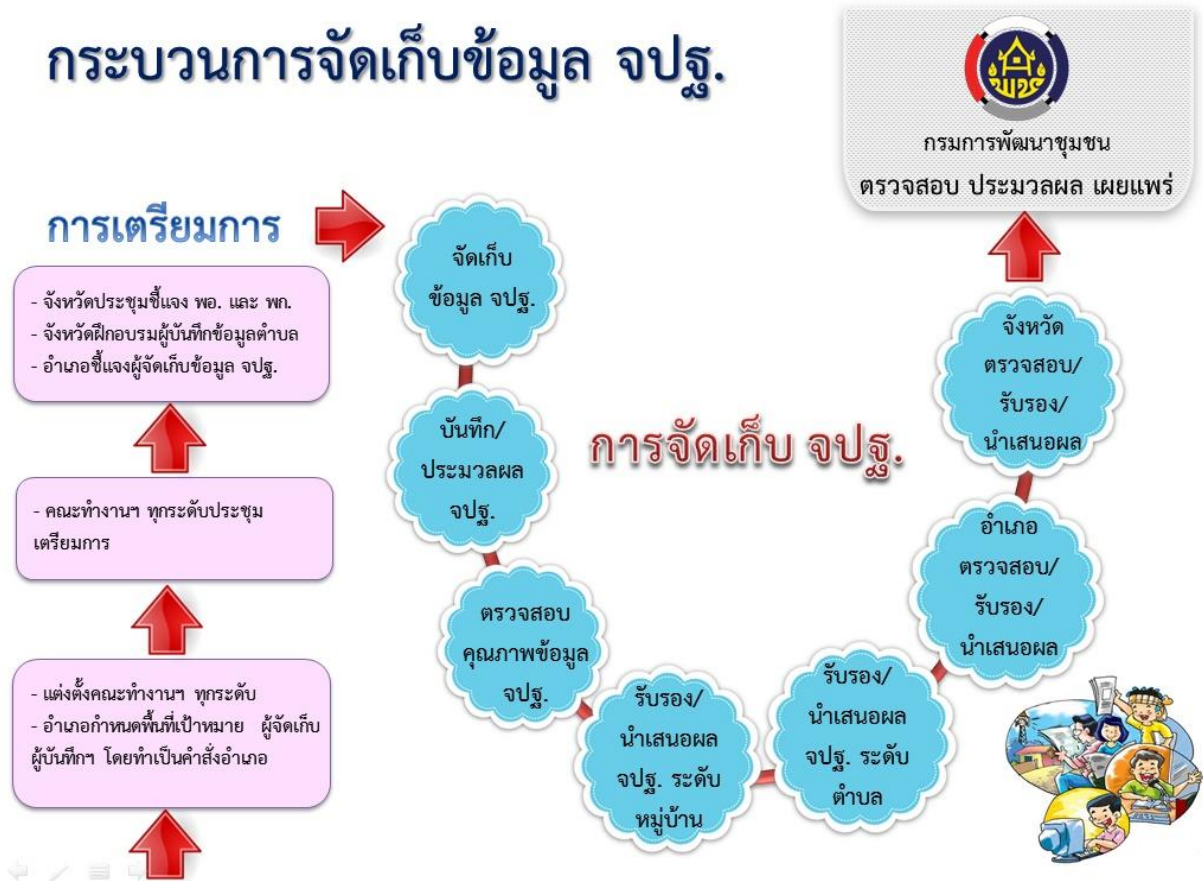 กระบวนการจัดเก็บข้อมูล จปฐ.
พช
กรมการพัฒนาชุมชน
ตรวจสอบ ประมวลผล เผยแพร่
การเตรียมการ
- จังหวัดประชุมชี้แจง พอ. และ พก.
- จังหวัดฝึกอบรมผู้บันทึกข้อมูลตำบล
- อำเภอชี้แจงผู้จัดเก็บข้อมูล จปฐ.
- คณะทำงานฯ ทุกระดับประชุม
เตรียมการ
- แต่งตั้งคณะทำงานฯ ทุกระดับ
- อำเภอกำหนดพื้นที่เป้าหมาย ผู้จัดเก็บ
ผู้บันทึกฯ โดยทำเป็นคำสั่งอำเภอ
การจัดเก็บ จปฐ.
จัดเก็บ
ข้อมูล จปฐ.
บันทึก/
ประมวลผล
จปฐ.
ตรวจสอบ
คุณภาพข้อมูล
จปฐ.
รับรอง/
นำเสนอผล
จปฐ. ระดับ
หมู่บ้าน
รับรอง/
นำเสนอผล
จปฐ. ระดับ
ตำบล
อำเภอ
ตรวจสอบ/
รับรอง/
นำเสนอผล
จังหวัด
ตรวจสอบ/
รับรอง/
นำเสนอผล